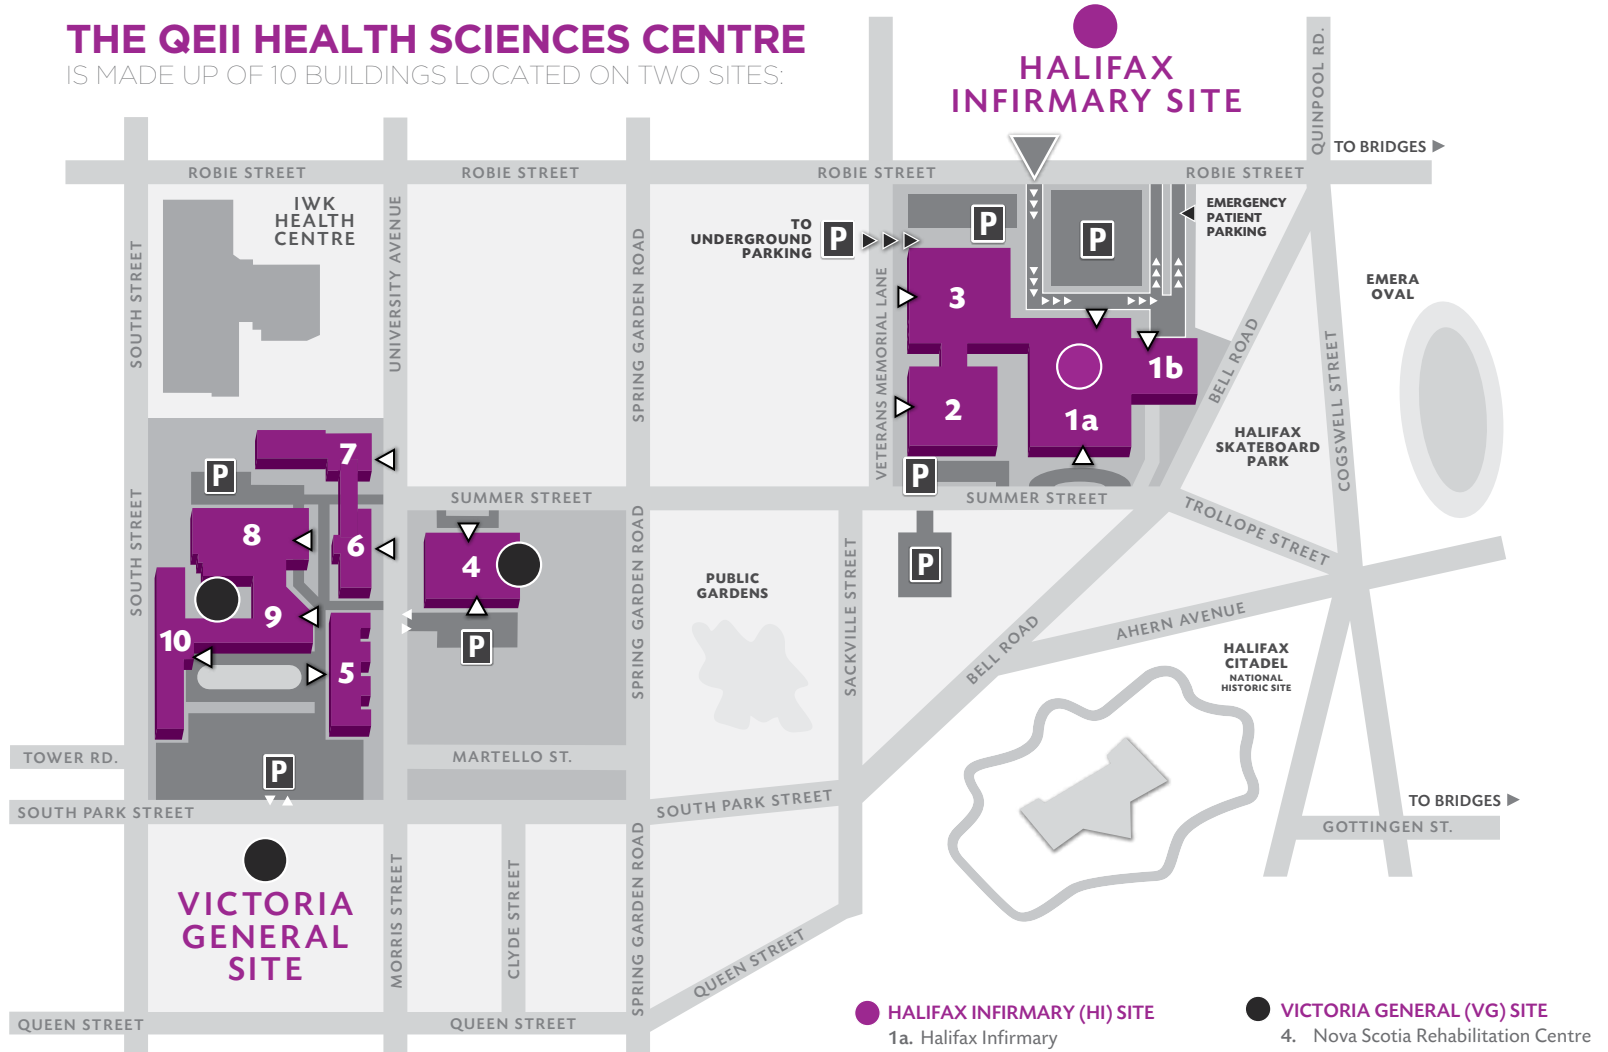 THE QEII HEALTH SCIENCES CENTRE
IS MADE UP OF 10 BUILDINGS LOCATED ON TWO SITES:
HALIFAX
INFIRMARY SITE
QUINPOOL RD.
TO BRIDGES
ROBIE STREET
ROBIE STREET
ROBIE STREET
ROBIE STREET
IWK
HEALTH
CENTRE
SOUTH STREET
UNIVERSITY AVENUE
SPRING GARDEN ROAD
TO
UNDERGROUND
PARKING
P
P
P
EMERGENCY
PATIENT
PARKING
VETERANS MEMORIAL LANE
3
2
1a
1b
BELL ROAD
EMERA
OVAL
COGSWELL STREET
HALIFAX
SKATEBOARD
PARK
P
7
P
SUMMER STREET
SUMMER STREET
TROLLOPE STREET
SOUTH STREET
8
6
4
9
10
5
P
P
SPRING GARDEN ROAD
PUBLIC
GARDENS
SACKVILLE STREET
BELL ROAD
AHERN AVENUE
HALIFAX
CITADEL
NATIONAL
HISTORIC SITE
TOWER RD.
P
MARTELLO ST.
SOUTH PARK STREET
SOUTH PARK STREET
TO BRIDGES
GOTTINGEN ST.
VICTORIA
GENERAL
SITE
MORRIS STREET
CLYDE STREET
SPRING GARDEN ROAD
QUEEN STREET
QUEEN STREET
QUEEN STREET
HALIFAX INFIRMARY (HI) SITE
1a. Halifax Infirmary
VICTORIA GENERAL (VG) SITE
4. Nova Scotia Rehabilitation Centre